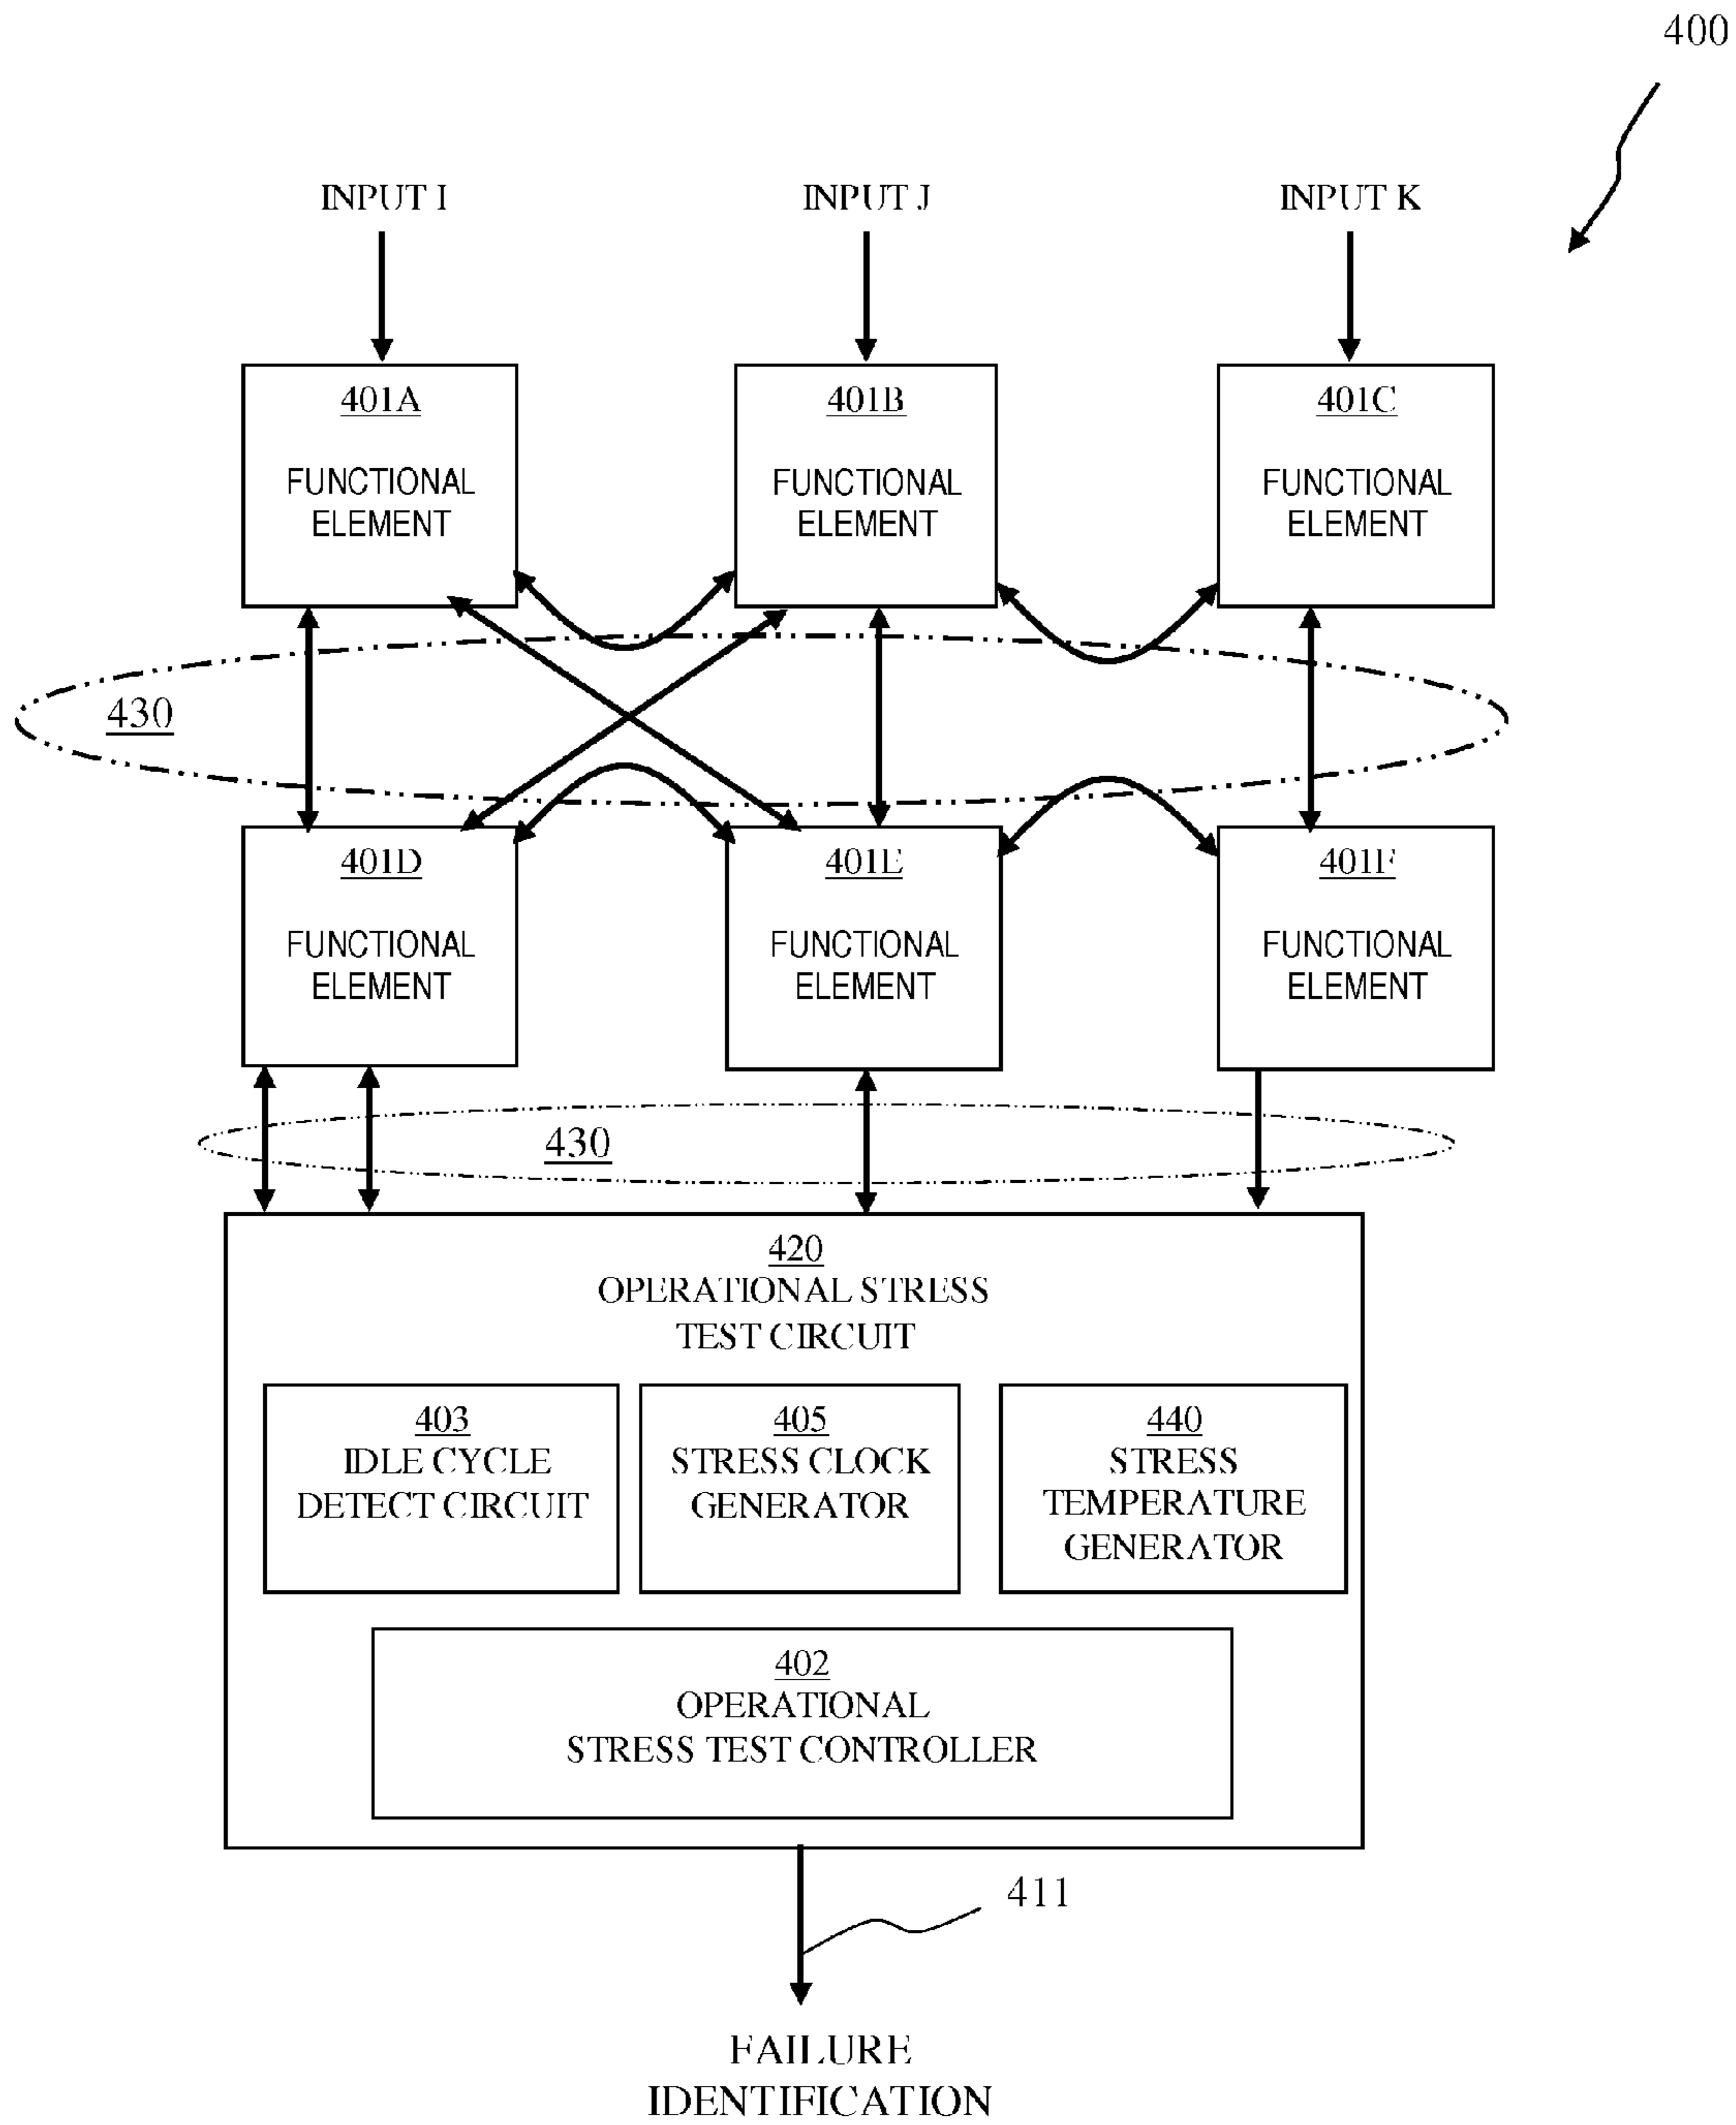 400
INPUT I
INPUT J
INPUT K
401A
FUNCTIONAL
ELEMENT
401B
FUNCTIONAL
ELEMENT
401C
FUNCTIONAL
ELEMENT
430
401D
FUNCTIONAL
ELEMENT
401E
FUNCTIONAL
ELEMENT
401F
FUNCTIONAL
ELEMENT
430
420
OPERATIONAL STRESS
TEST CIRCUIT
403
IDLE CYCLE
DETECT CIRCUIT
405
STRESS CLOCK
GENERATOR
440
STRESS
TEMPERATURE
GENERATOR
402
OPERATIONAL
STRESS TEST CONTROLLER
411
FAILURE
IDENTIFICATION